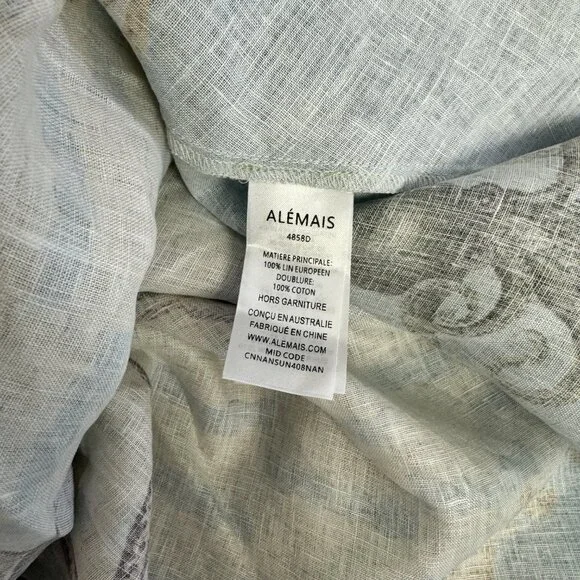 ALÉMAIS
4858D
MATIERE PRINCIPALE:
100% LIN EUROPEEN
DOUBLURE:
100% COTON
HORS GARNITURE
CONÇU EN AUSTRALIE
FABRIQUÉ EN CHINE
WWW.ALEMAIS.COM
MID CODE
CNNANSUN408NAN